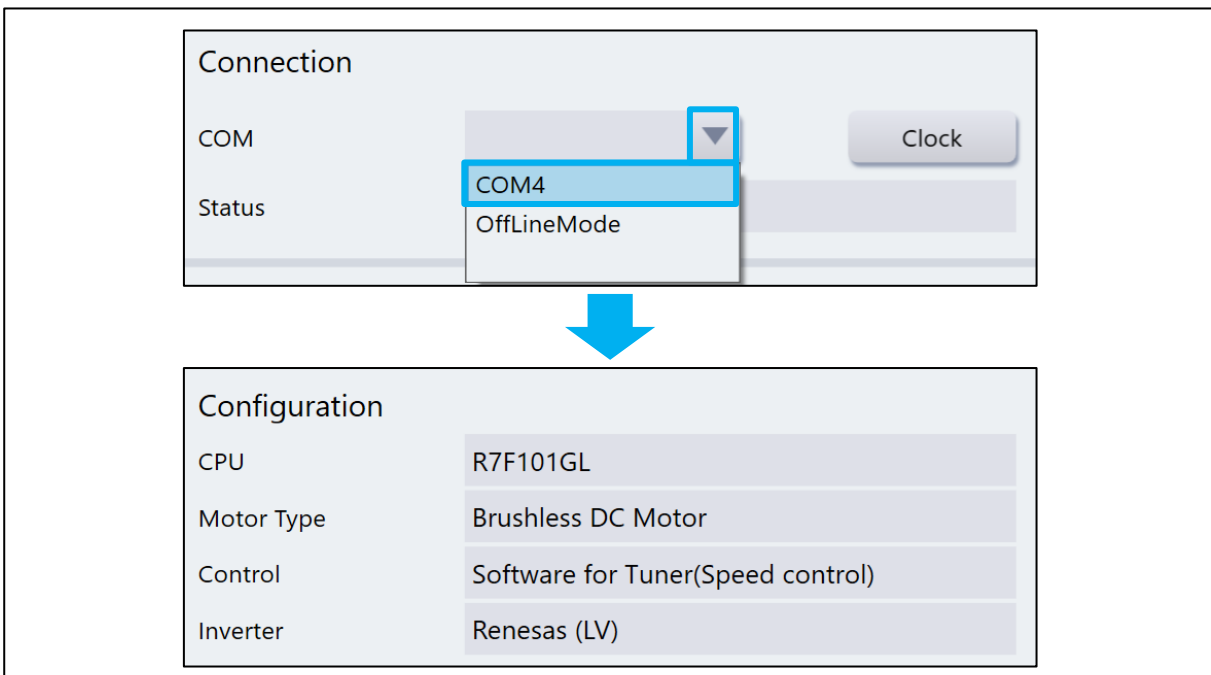 Connection
COM
Clock
COM4
Status
OffLineMode
Configuration
CPU R7F101GL
Motor Type Brushless DC Motor
Control Software for Tuner(Speed control)
Inverter Renesas (LV)